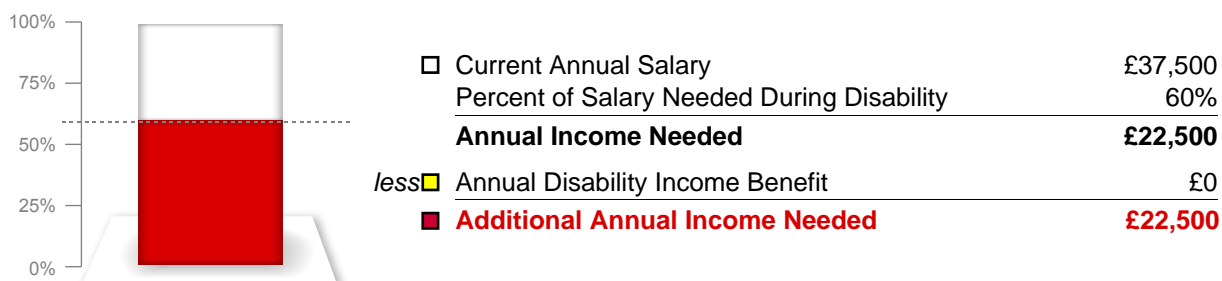 100%
75%
50%
25%
0%
Current Annual Salary £37,500
Percent of Salary Needed During Disability 60%
Annual Income Needed £22,500
less Annual Disability Income Benefit £0
Additional Annual Income Needed £22,500